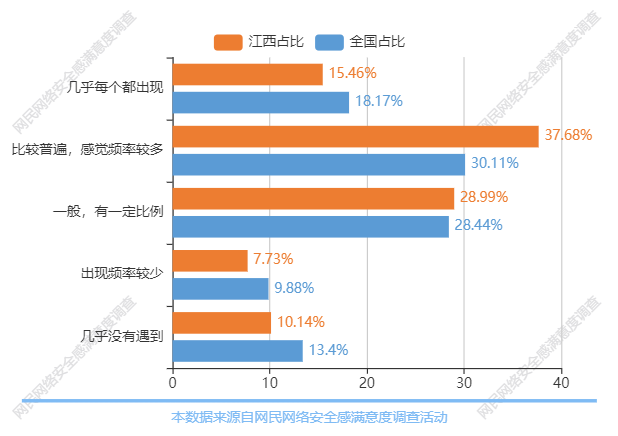 江西占比 全国占比
几乎每个都出现 15.46%
18.17%
比较普遍，感觉频率较多 37.68%
30.11%
一般，有一定比例 28.99%
28.44%
出现频率较少 7.73%
9.88%
几乎没有遇到 10.14%
13.4%
0 10 20 30 40
本数据来源自网民网络安全感满意度调查活动
网民网络安全感满意度调查
网民网络安全感满意度调查
网民网络安全感满意度调查
网民网络安全感满意度调查